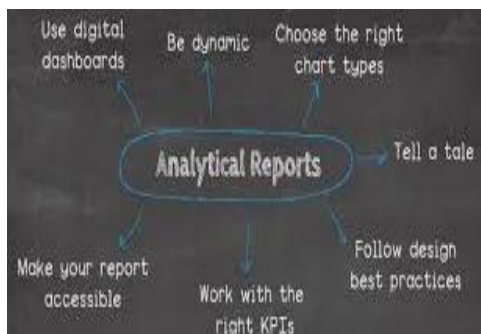 Use digital
dashboards
Be dynamic
Choose the right
chart types
Analytical Reports
Tell a tale
Make your report
accessible
Work with the
right KPIs
Follow design
best practices